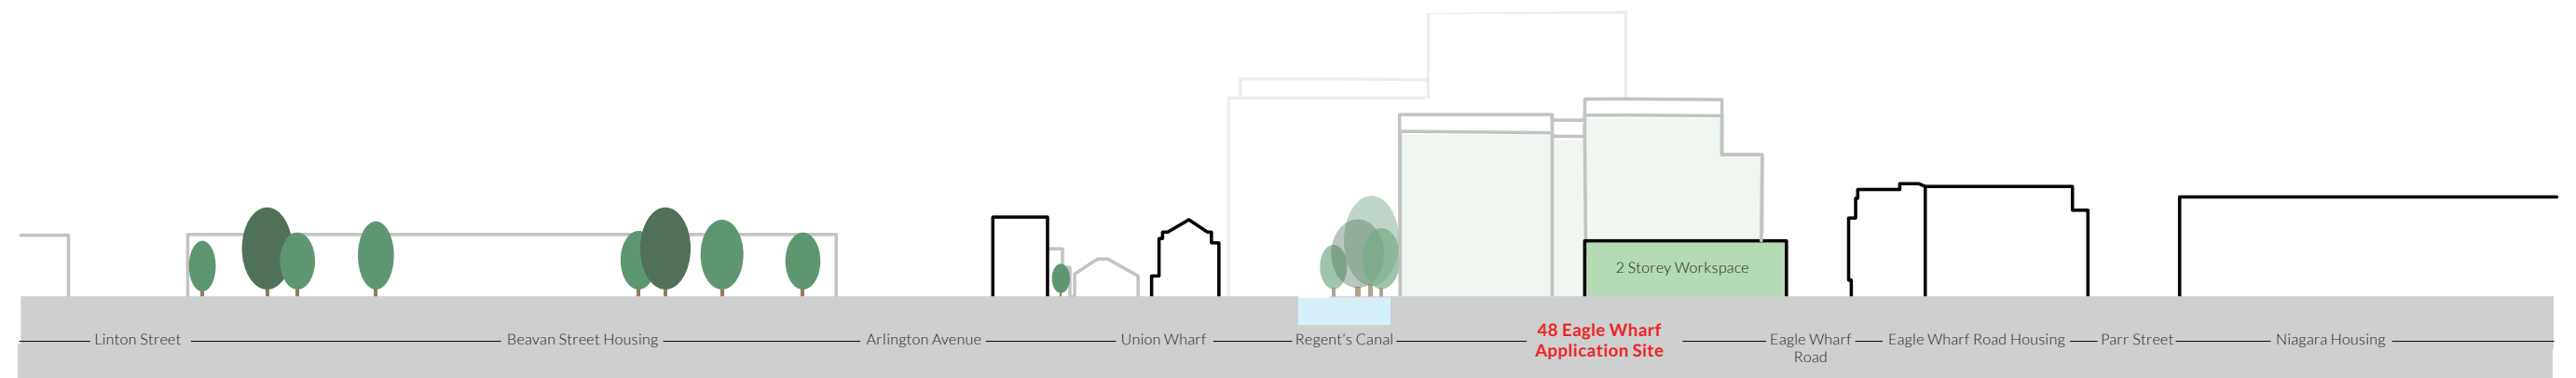 2 Storey Workspace
Linton Street
Beavan Street Housing
Arlington Avenue
Union Wharf
Regent's Canal
48 Eagle Wharf
Application Site
Eagle Wharf
Road
Eagle Wharf Road Housing
Parr Street
Niagara Housing